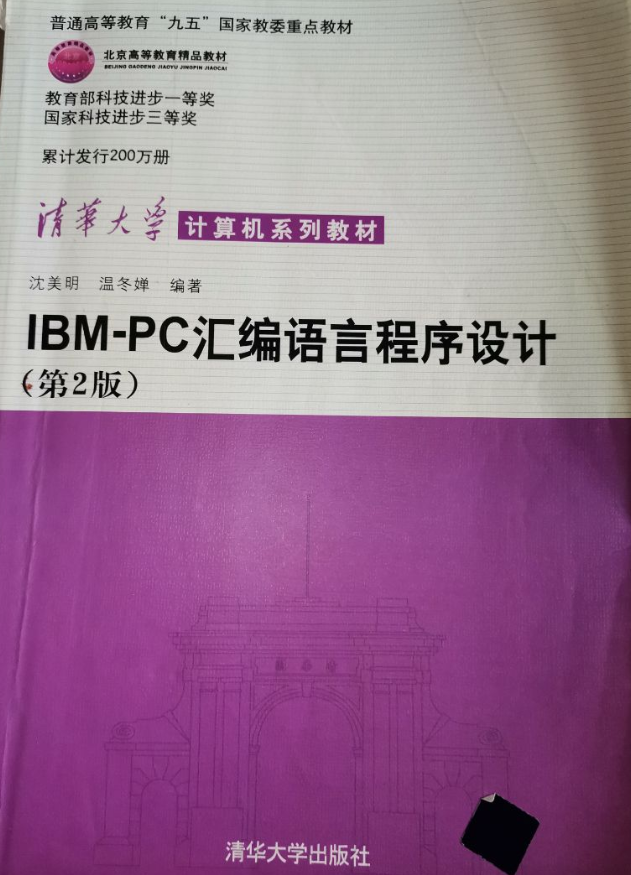 普通高等教育“九五”国家教委重点教材
北京高等教育精品教材
BEIJING GAODENG JIAOYU JINGPIN JIAOCAI
教育部科技进步一等奖
国家科技进步三等奖
累计发行200万册
清华大学 计算机系列教材
沈美明 温冬婵 编著
IBM-PC汇编语言程序设计
(第2版)
清华大学出版社